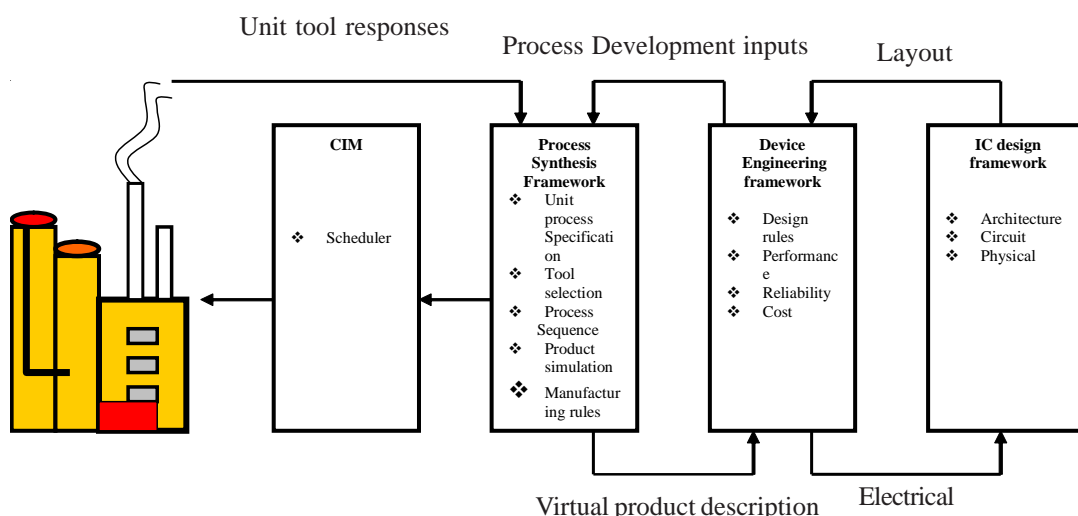 Unit tool responses
Process Development inputs
Layout
CIM
❖ Scheduler
Process
Synthesis
Framework
❖ Unit
process
Specificati
on
❖ Tool
selection
❖ Process
Sequence
❖ Product
simulation
❖ Manufactur
ing rules
Device
Engineering
framework
❖ Design
rules
❖ Performanc
e
❖ Reliability
❖ Cost
IC design
framework
❖ Architecture
❖ Circuit
❖ Physical
Virtual product description
Electrical